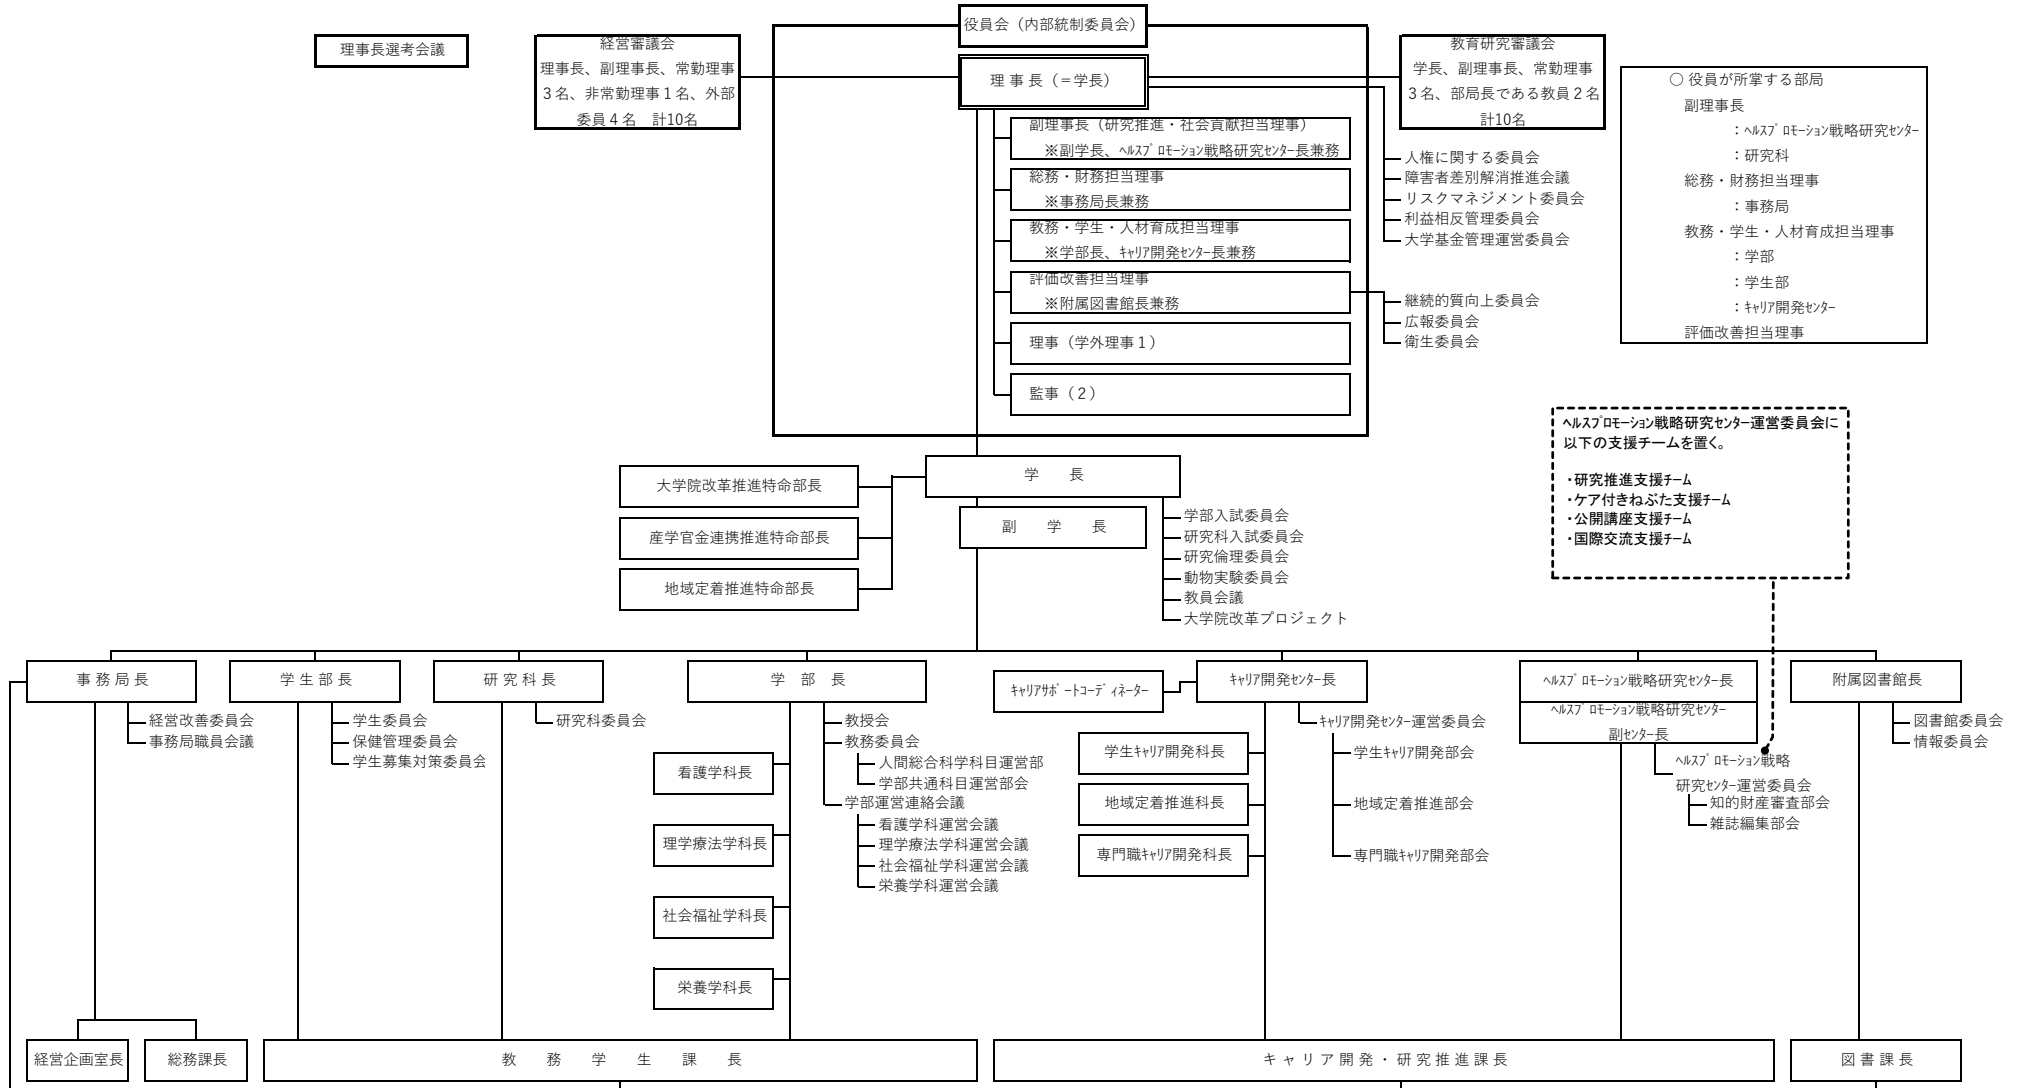 役員会（内部統制委員会）
理事長選考会議
経営審議会
理事長、副理事長、常勤理事
３名、非常勤理事１名、外部
委員４名　計10名
理 事 長（＝学長）
教育研究審議会
学長、副理事長、常勤理事
３名、部局長である教員２名
計10名
○ 役員が所掌する部局
副理事長
：ﾍﾙｽﾌﾟﾛﾓｰｼｮﾝ戦略研究ｾﾝﾀｰ
：研究科
総務・財務担当理事
：事務局
教務・学生・人材育成担当理事
：学部
：学生部
：ｷｬﾘｱ開発ｾﾝﾀｰ
評価改善担当理事
副理事長（研究推進・社会貢献担当理事）
※副学長、ﾍﾙｽﾌﾟﾛﾓｰｼｮﾝ戦略研究ｾﾝﾀｰ長兼務
総務・財務担当理事
※事務局長兼務
教務・学生・人材育成担当理事
※学部長、ｷｬﾘｱ開発ｾﾝﾀｰ長兼務
評価改善担当理事
※附属図書館長兼務
理事（学外理事１）
監事（２）
人権に関する委員会
障害者差別解消推進会議
リスクマネジメント委員会
利益相反管理委員会
大学基金管理運営委員会
継続的質向上委員会
広報委員会
衛生委員会
ﾍﾙｽﾌﾟﾛﾓｰｼｮﾝ戦略研究ｾﾝﾀｰ運営委員会に
以下の支援チームを置く。
・研究推進支援ﾁｰﾑ
・ケア付きねぶた支援ﾁｰﾑ
・公開講座支援ﾁｰﾑ
・国際交流支援ﾁｰﾑ
学　　長
副　　学　　長
大学院改革推進特命部長
産学官金連携推進特命部長
地域定着推進特命部長
学部入試委員会
研究科入試委員会
研究倫理委員会
動物実験委員会
教員会議
大学院改革プロジェクト
事 務 局 長
経営改善委員会
事務局職員会議
学 生 部 長
学生委員会
保健管理委員会
学生募集対策委員会
研 究 科 長
研究科委員会
学　部　長
教授会
教務委員会
人間総合科学科目運営部
学部共通科目運営部会
学部運営連絡会議
看護学科運営会議
理学療法学科運営会議
社会福祉学科運営会議
栄養学科運営会議
看護学科長
理学療法学科長
社会福祉学科長
栄養学科長
ｷｬﾘｱｻﾎﾟｰﾄｺｰﾃﾞｨﾈｰﾀｰ
ｷｬﾘｱ開発ｾﾝﾀｰ長
ｷｬﾘｱ開発ｾﾝﾀｰ運営委員会
学生ｷｬﾘｱ開発部会
地域定着推進部会
専門職ｷｬﾘｱ開発部会
学生ｷｬﾘｱ開発科長
地域定着推進科長
専門職ｷｬﾘｱ開発科長
ﾍﾙｽﾌﾟﾛﾓｰｼｮﾝ戦略研究ｾﾝﾀｰ長
ﾍﾙｽﾌﾟﾛﾓｰｼｮﾝ戦略研究ｾﾝﾀｰ
副ｾﾝﾀｰ長
ﾍﾙｽﾌﾟﾛﾓｰｼｮﾝ戦略
研究ｾﾝﾀｰ運営委員会
知的財産審査部会
雑誌編集部会
附属図書館長
図書館委員会
情報委員会
経営企画室長
総務課長
教　務　学　生　課　長
キ ャ リ ア 開 発 ・ 研 究 推 進 課 長
図 書 課 長